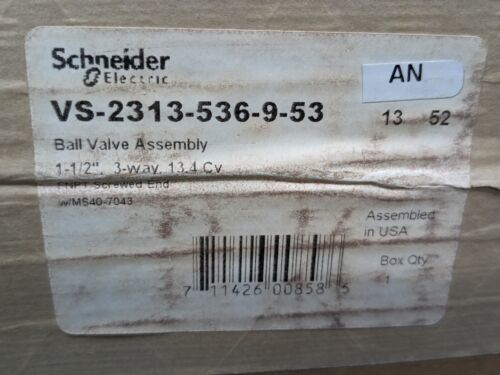 Schneider
Electric
AN
VS-2313-536-9-53
13 52
Ball Valve Assembly
1-1/2", 3-way, 13.4 Cv
FNPT Screwed End
w/MS40-7043
Assembled
in USA
Box Qty
1
7 11426 00858 5